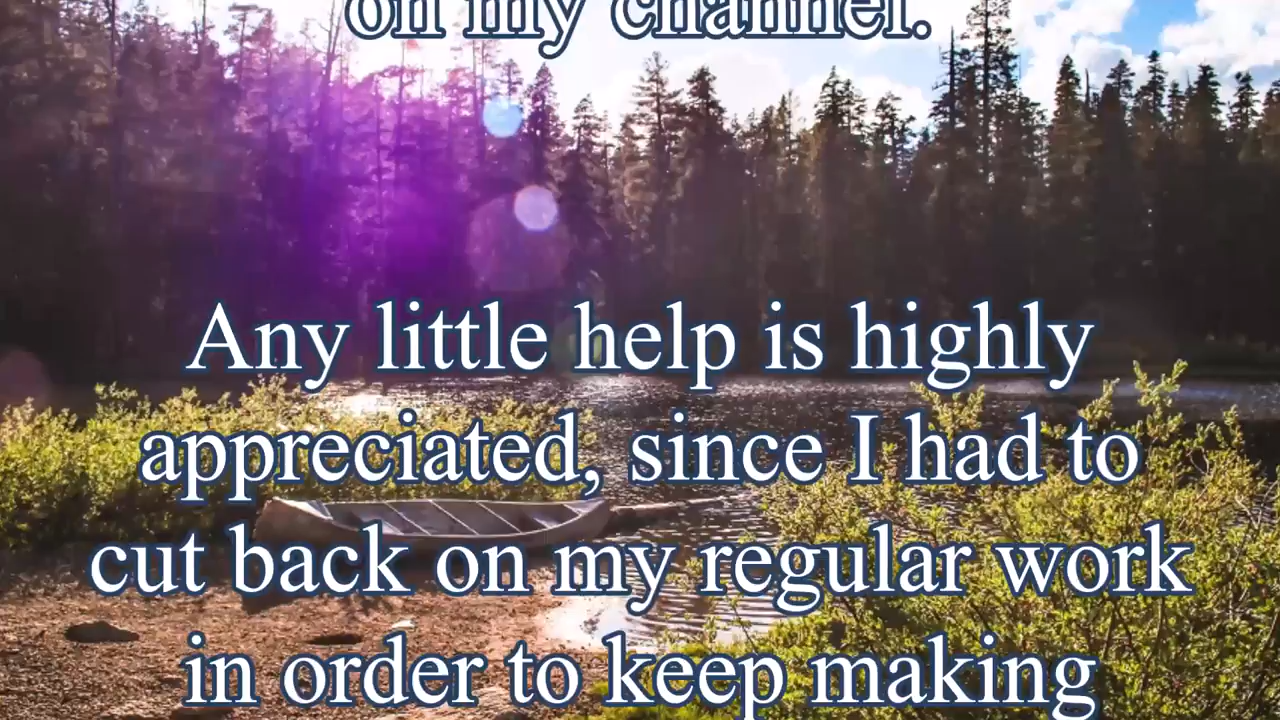 on my channel.
Any little help is highly
appreciated, since I had to
cut back on my regular work
in order to keep making